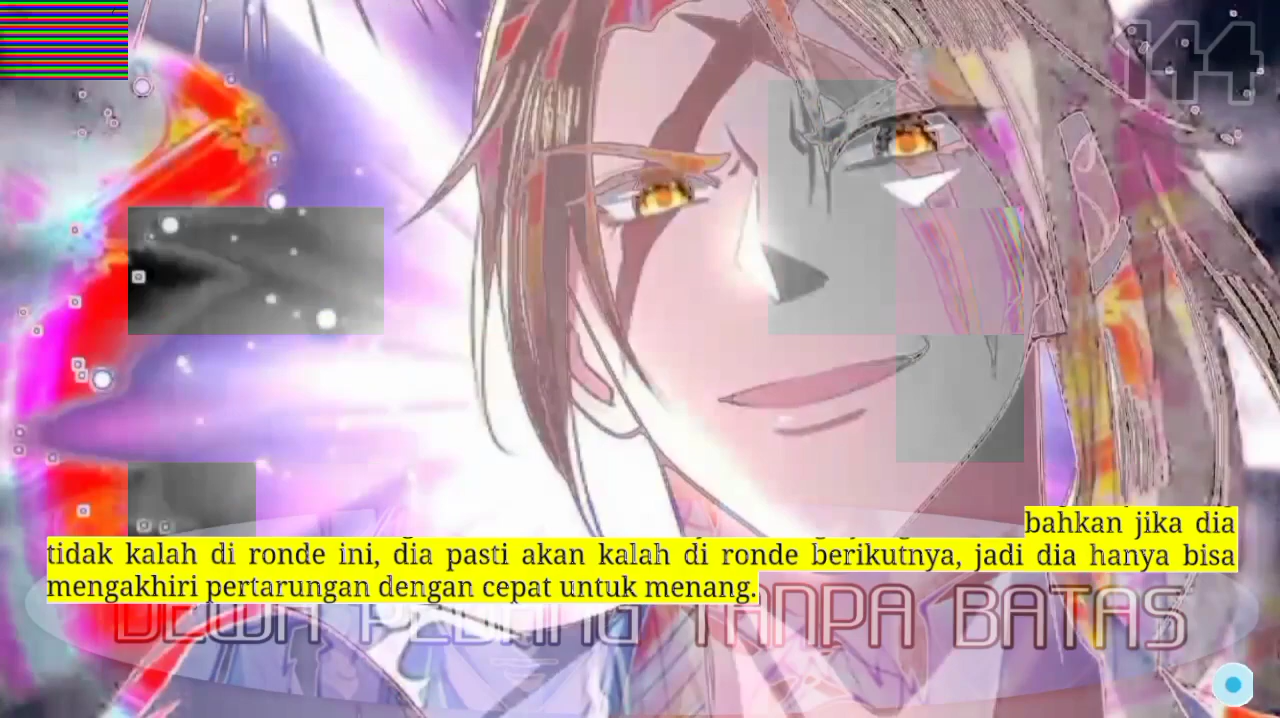 144
bahkan jika dia
tidak kalah di ronde ini, dia pasti akan kalah di ronde berikutnya, jadi dia hanya bisa
mengakhiri pertarungan dengan cepat untuk menang.
DEWA PEDANG TANPA BATAS